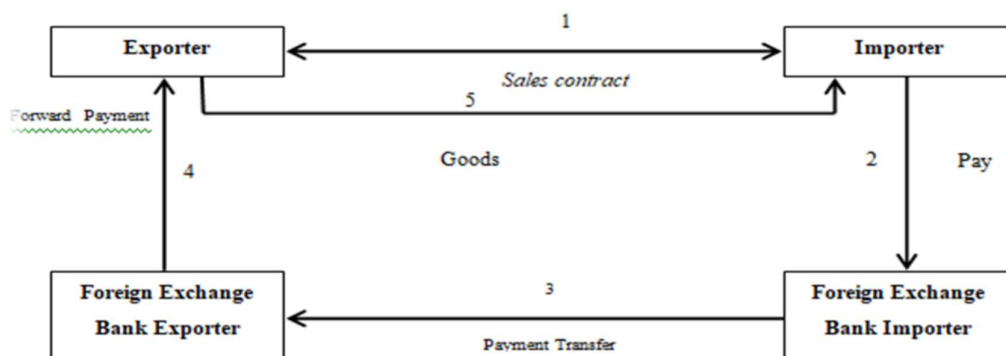 1
Exporter
Importer
Sales contract
5
Forward Payment
Goods
4
2
Pay
Foreign Exchange
Bank Exporter
3
Payment Transfer
Foreign Exchange
Bank Importer